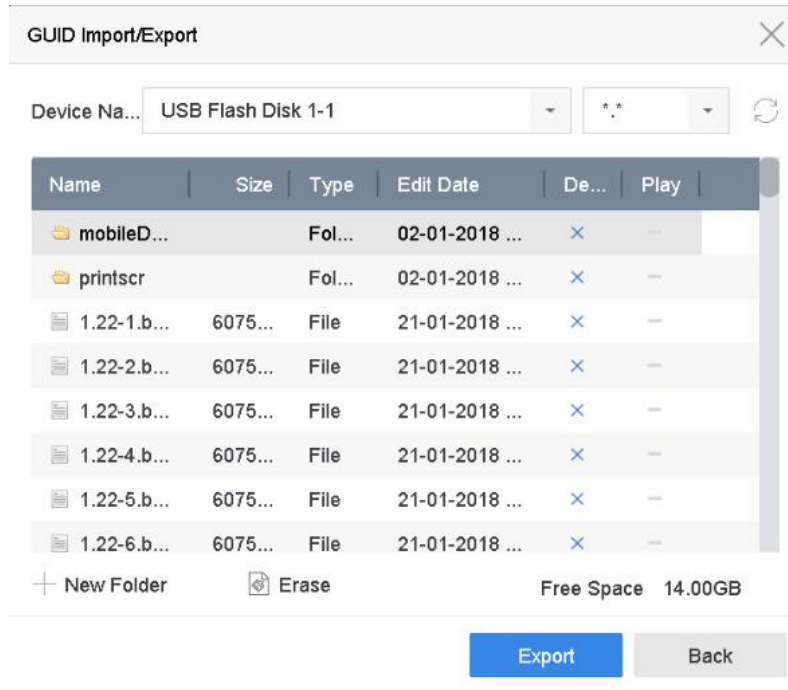 GUID Import/Export
Device Na... USB Flash Disk 1-1 *.*
Name Size Type Edit Date De... Play
mobileD... Fol... 02-01-2018 ...
printscr Fol... 02-01-2018 ...
1.22-1.b... 6075... File 21-01-2018 ...
1.22-2.b... 6075... File 21-01-2018 ...
1.22-3.b... 6075... File 21-01-2018 ...
1.22-4.b... 6075... File 21-01-2018 ...
1.22-5.b... 6075... File 21-01-2018 ...
1.22-6.b... 6075... File 21-01-2018 ...
New Folder Erase Free Space 14.00GB
Export Back